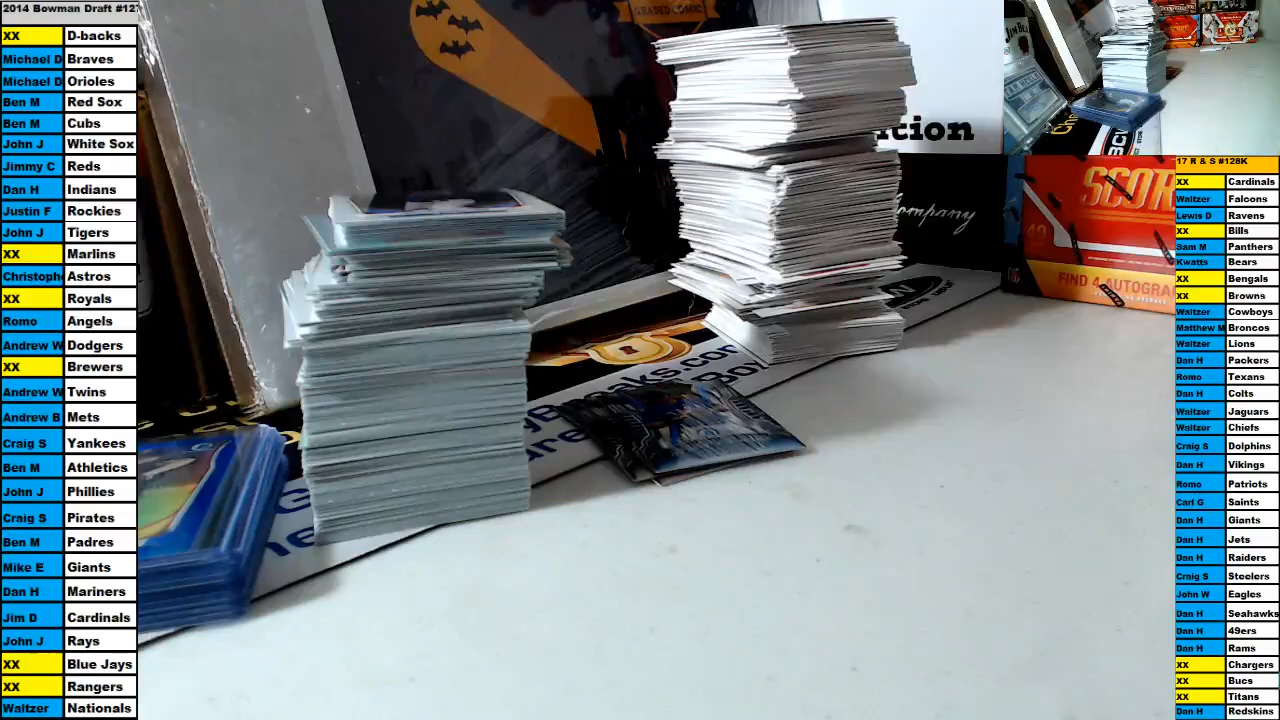 2014 Bowman Draft #127
XX D-backs
Michael D Braves
Michael D Orioles
Ben M Red Sox
Ben M Cubs
John J White Sox
Jimmy C Reds
Dan H Indians
Justin F Rockies
John J Tigers
XX Marlins
Christoph Astros
XX Royals
Romo Angels
Andrew W Dodgers
XX Brewers
Andrew W Twins
Andrew B Mets
Craig S Yankees
Ben M Athletics
John J Phillies
Craig S Pirates
Ben M Padres
Mike E Giants
Dan H Mariners
Jim D Cardinals
John J Rays
XX Blue Jays
XX Rangers
Waltzer Nationals
GRADED COMIC
 company
SCOR
40
FIND 4 AUTOGRA
17 R & S #128K
XX Cardinals
Waltzer Falcons
Lewis D Ravens
XX Bills
Sam M Panthers
Kwatts Bears
XX Bengals
XX Browns
Waltzer Cowboys
Matthew M Broncos
Waltzer Lions
Dan H Packers
Romo Texans
Dan H Colts
Waltzer Jaguars
Waltzer Chiefs
Craig S Dolphins
Dan H Vikings
Romo Patriots
Carl G Saints
Dan H Giants
Dan H Jets
Dan H Raiders
Craig S Steelers
John W Eagles
Dan H Seahawks
Dan H 49ers
Dan H Rams
XX Chargers
XX Bucs
XX Titans
Dan H Redskins